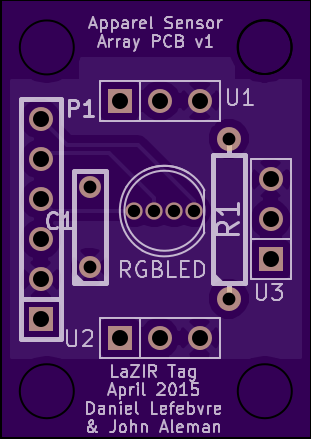 Apparel Sensor
Array PCB v1
P1
U1
C1
R1
RGBLED
U3
U2
LaZIR Tag
April 2015
Daniel Lefebvre
& John Aleman